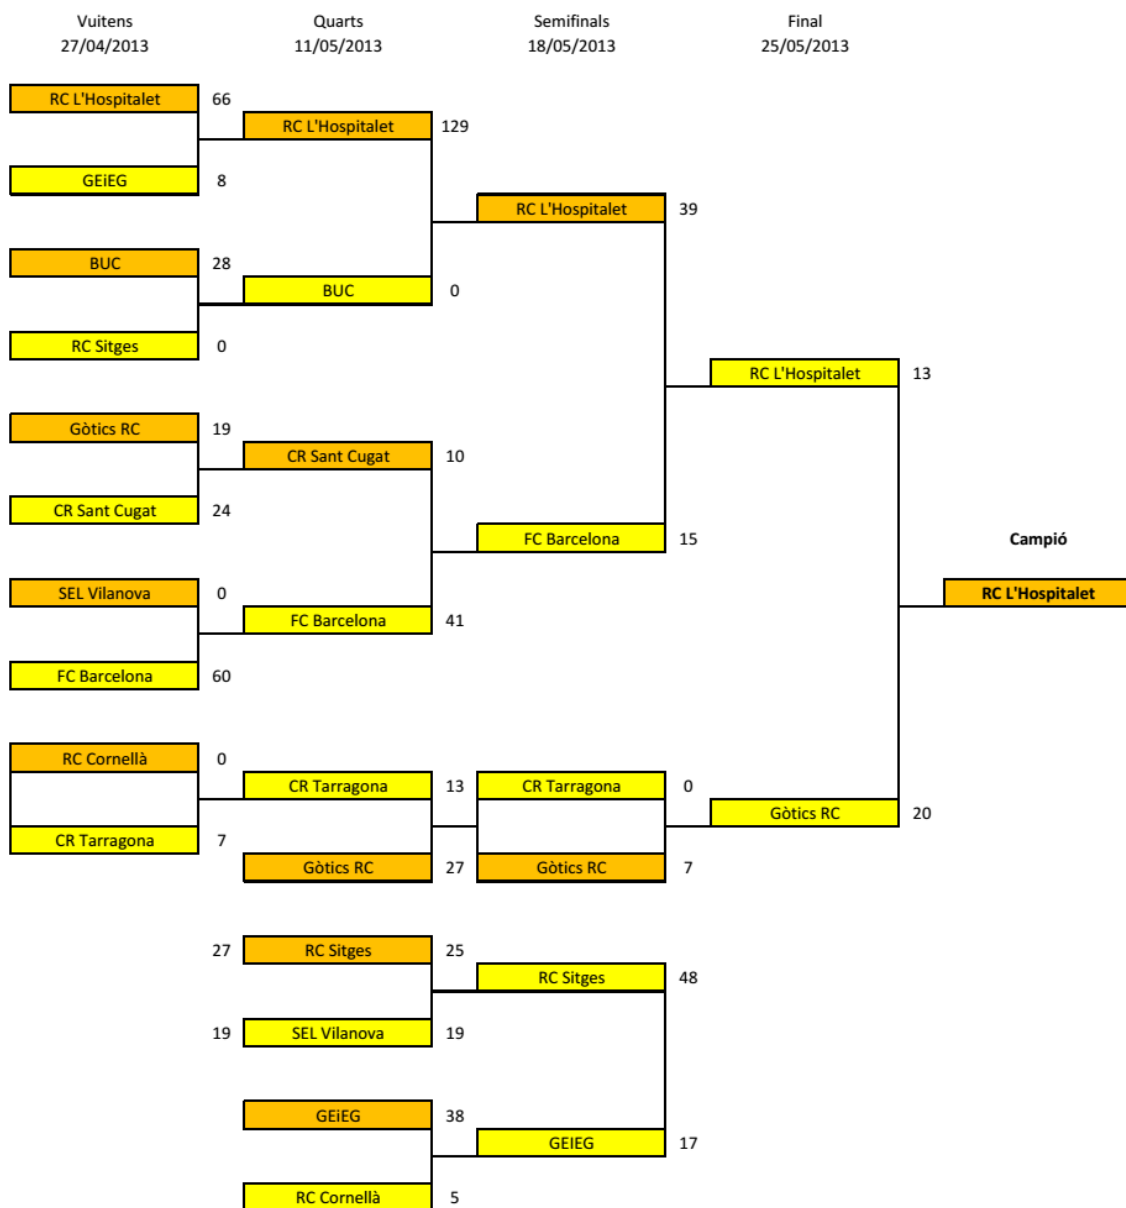 Vuitens Quarts Semifinals Final
27/04/2013 11/05/2013 18/05/2013 25/05/2013
RC L'Hospitalet 66
RC L'Hospitalet 129
GEiEG 8
RC L'Hospitalet 39
BUC 28
BUC 0
RC Sitges 0
RC L'Hospitalet 13
Gòtics RC 19
CR Sant Cugat 10
CR Sant Cugat 24
FC Barcelona 15 Campió
SEL Vilanova 0 RC L'Hospitalet
FC Barcelona 41
FC Barcelona 60
RC Cornellà 0
CR Tarragona 13 CR Tarragona 0
Gòtics RC 20
CR Tarragona 7
Gòtics RC 27 Gòtics RC 7
27 RC Sitges 25
RC Sitges 48
19 SEL Vilanova 19
GEiEG 38
GEIEG 17
RC Cornellà 5